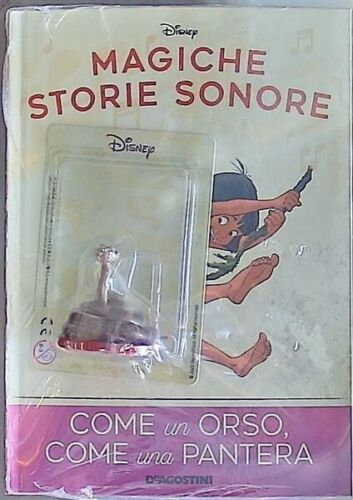 Disney
MAGICHE
STORIE SONORE
Disney
COME un ORSO,
COME una PANTERA
DeAGOSTINI